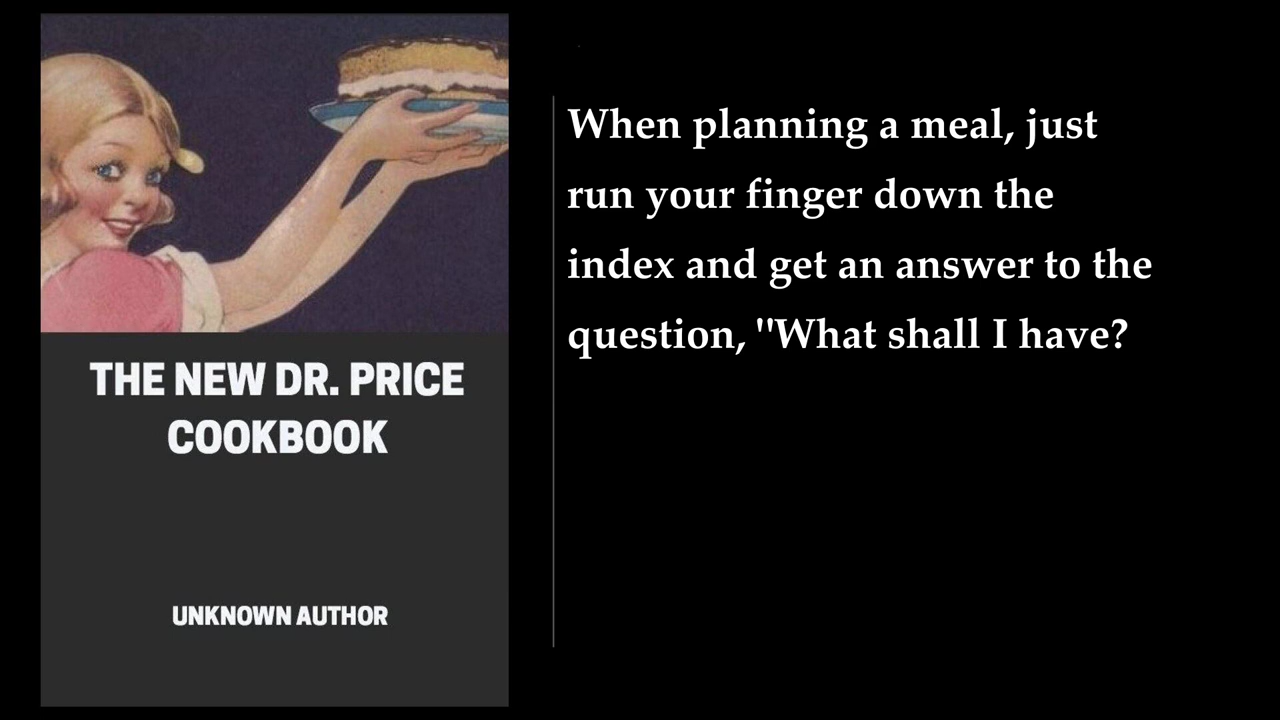 THE NEW DR. PRICE
COOKBOOK
UNKNOWN AUTHOR
When planning a meal, just
run your finger down the
index and get an answer to the
question, "What shall I have?